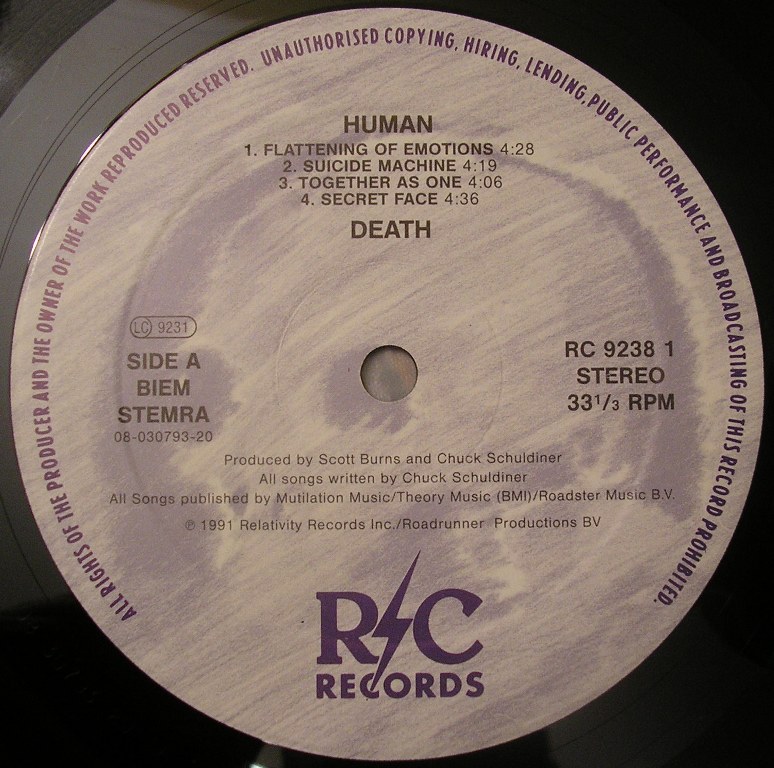 ALL RIGHTS OF THE PRODUCER AND THE OWNER OF THE WORK REPRODUCED RESERVED. UNAUTHORISED COPYING, HIRING, LENDING, PUBLIC PERFORMANCE AND BROADCASTING OF THIS RECORD PROHIBITED.
HUMAN
1. FLATTENING OF EMOTIONS 4:28
2. SUICIDE MACHINE 4:19
3. TOGETHER AS ONE 4:06
4. SECRET FACE 4:36
DEATH
LC 9231
SIDE A
BIEM
STEMRA
08-030793-20
RC 9238 1
STEREO
33 1/3 RPM
Produced by Scott Burns and Chuck Schuldiner
All songs written by Chuck Schuldiner
All Songs published by Mutilation Music/Theory Music (BMI)/Roadster Music B.V.
℗ 1991 Relativity Records Inc./Roadrunner Productions BV
RC
RECORDS